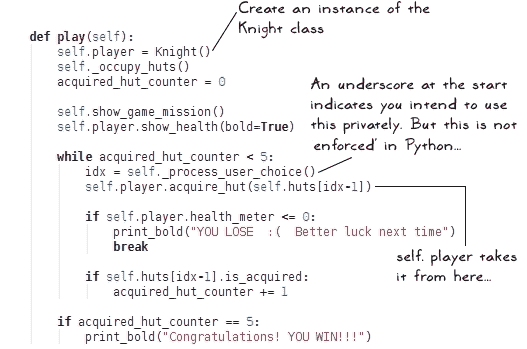 Create an instance of the
Knight class
def play(self):
self.player = Knight()
self._occupy_huts()
acquired_hut_counter = 0
An underscore at the start
indicates you intend to use
this privately. But this is not
enforced' in Python...
self.show_game_mission()
self.player.show_health(bold=True)
while acquired_hut_counter < 5:
idx = self._process_user_choice()
self.player.acquire_hut(self.huts[idx-1])
if self.player.health_meter <= 0:
print_bold("YOU LOSE  :(  Better luck next time")
break
self. player takes
it from here...
if self.huts[idx-1].is_acquired:
acquired_hut_counter += 1
if acquired_hut_counter == 5:
print_bold("Congratulations! YOU WIN!!!")